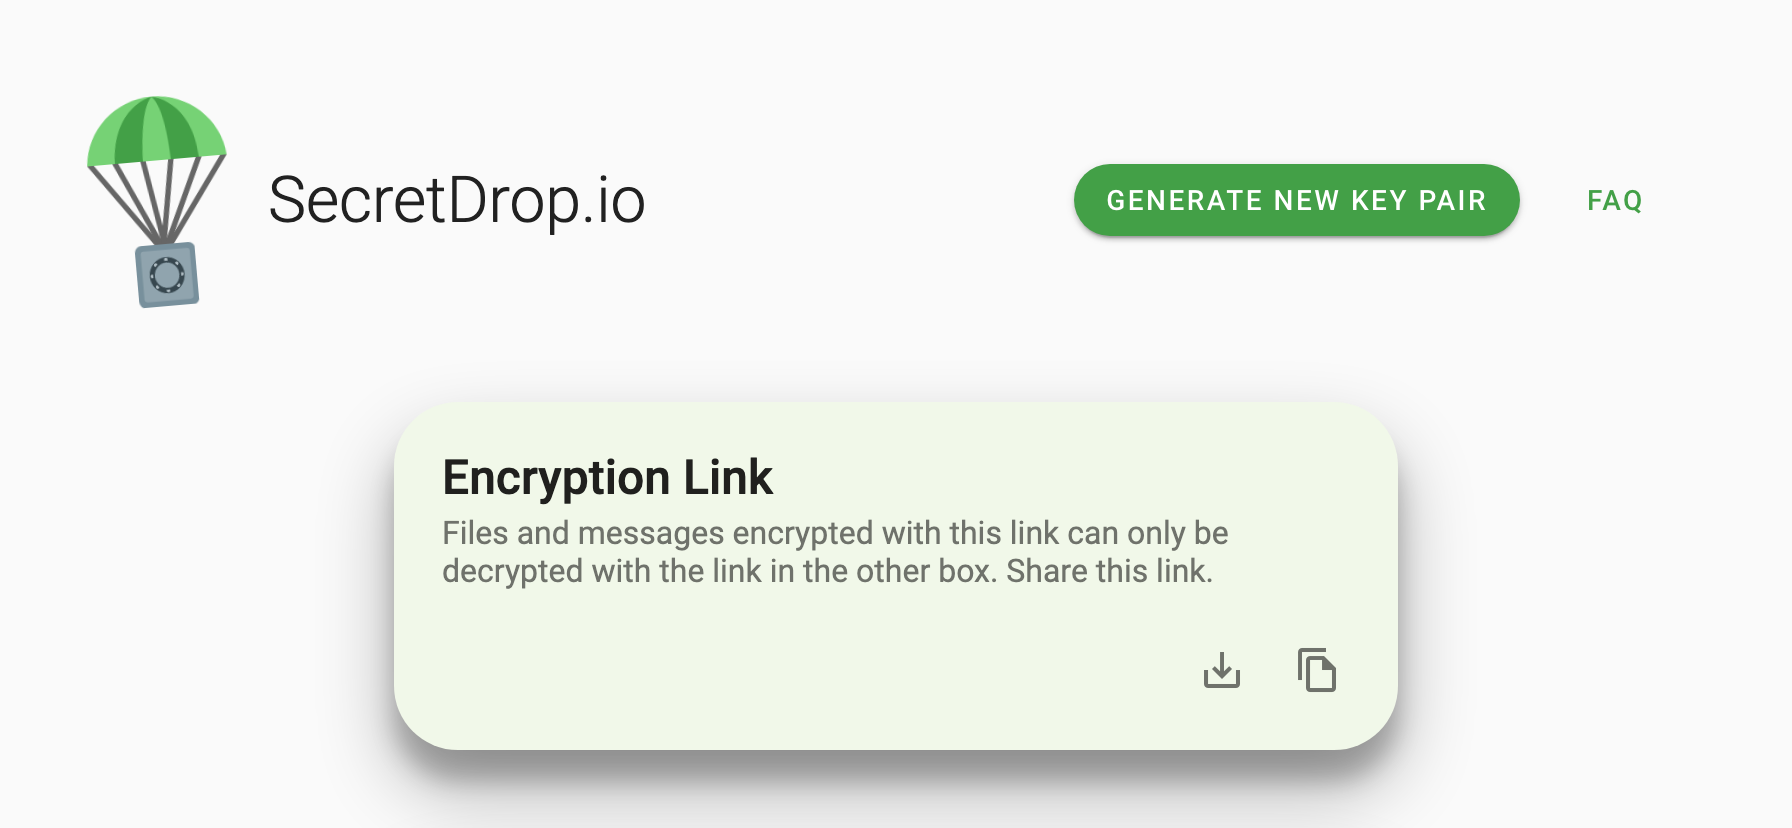 SecretDrop.io
GENERATE NEW KEY PAIR
FAQ
Encryption Link
Files and messages encrypted with this link can only be
decrypted with the link in the other box. Share this link.